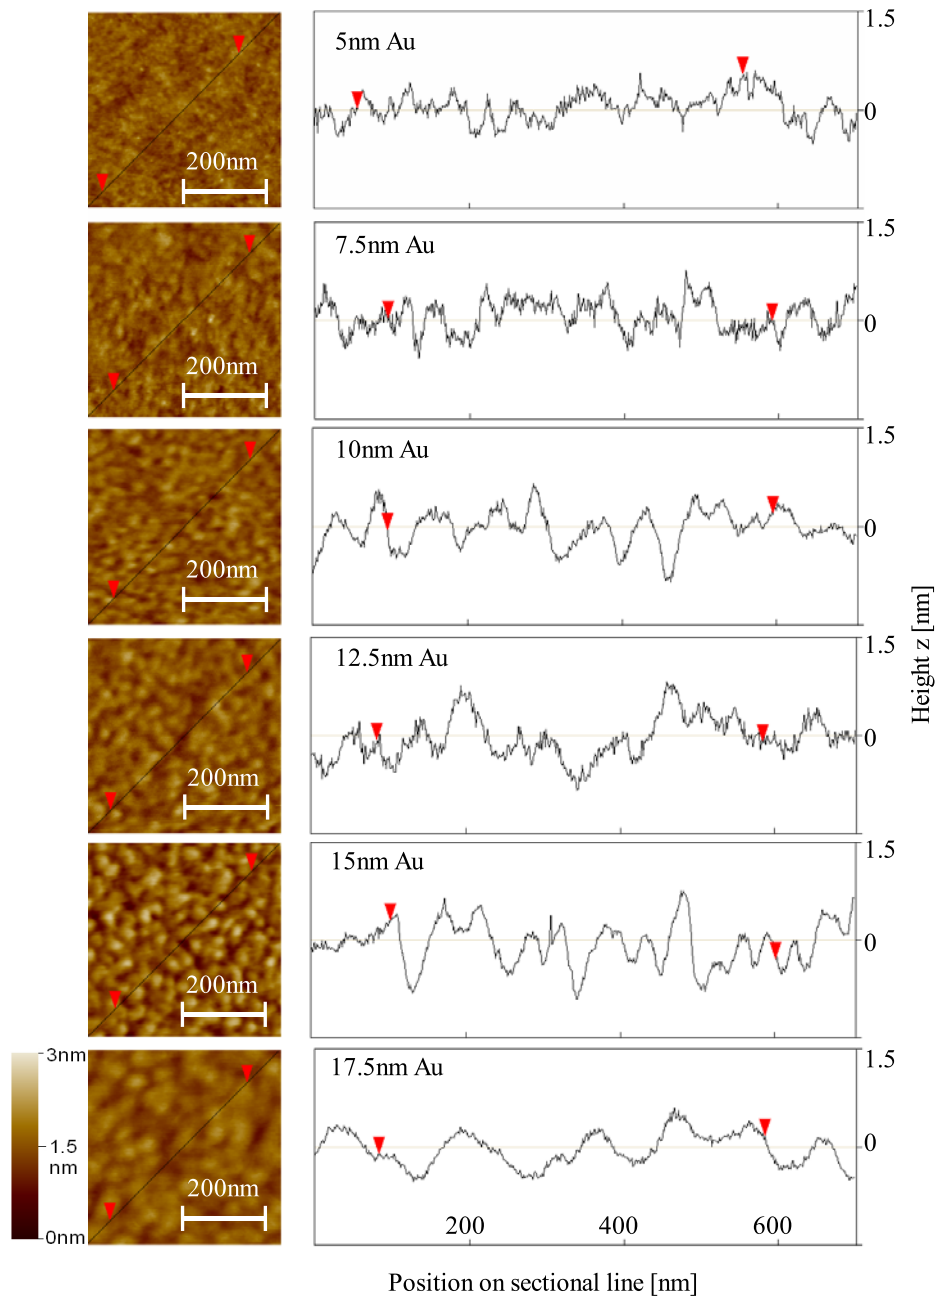 5nm Au
1.5
0
200nm
7.5nm Au
1.5
0
200nm
10nm Au
1.5
0
200nm
12.5nm Au
1.5
0
200nm
Height z [nm]
15nm Au
1.5
0
200nm
17.5nm Au
1.5
0
200nm
3nm
1.5
nm
0nm
200 400 600
Position on sectional line [nm]